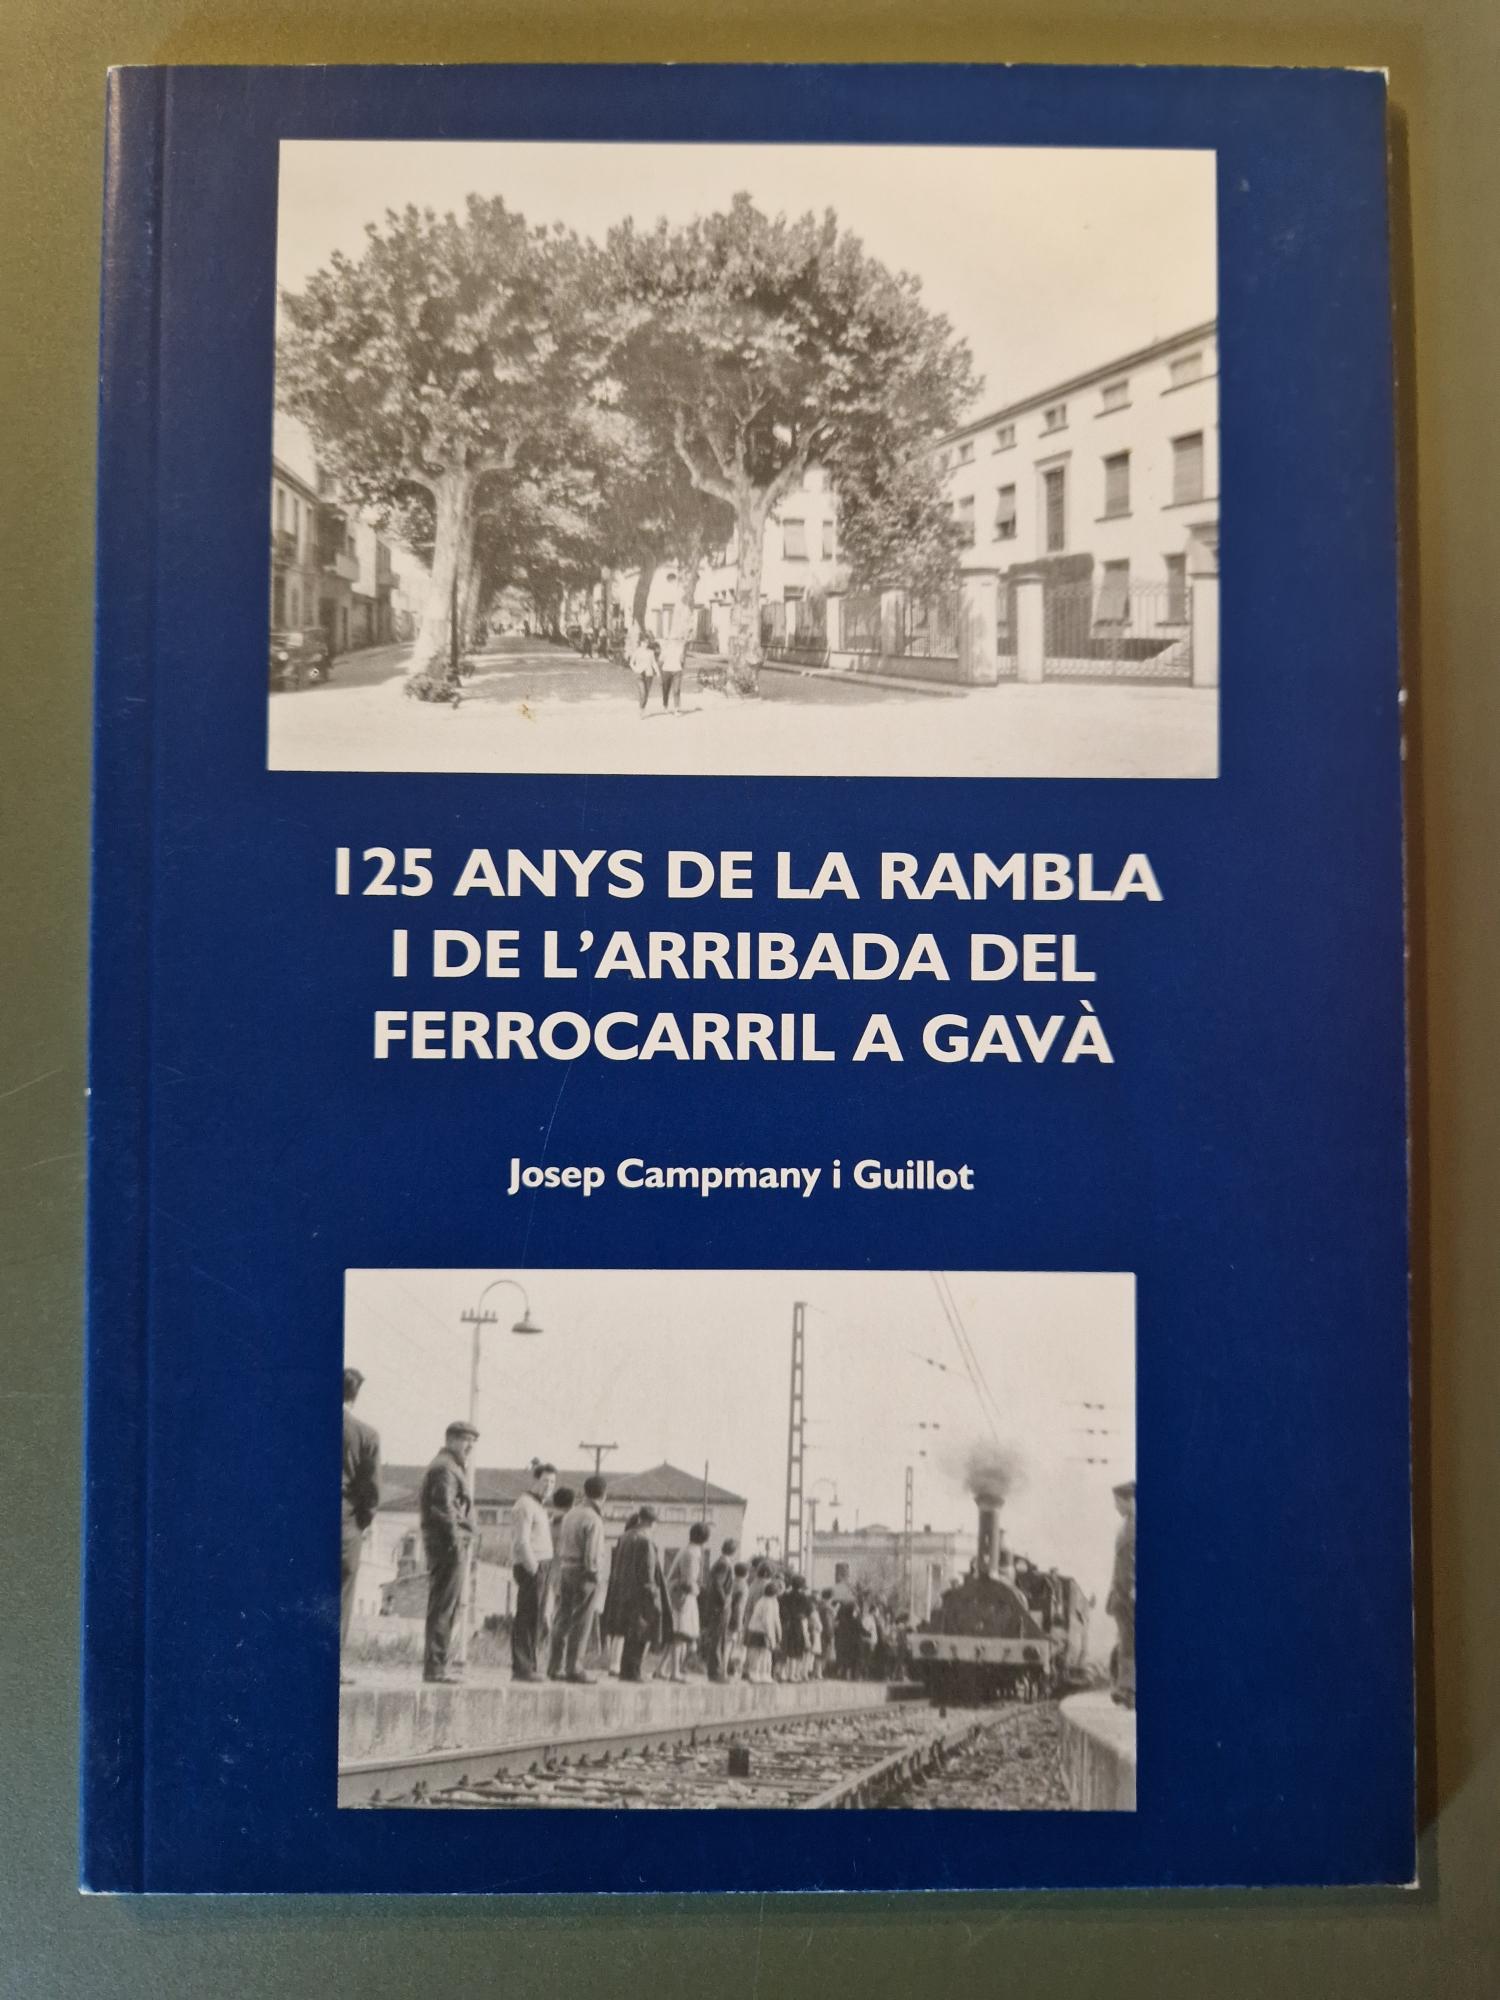 125 ANYS DE LA RAMBLA
I DE L'ARRIBADA DEL
FERROCARRIL A GAVÀ
Josep Campmany i Guillot